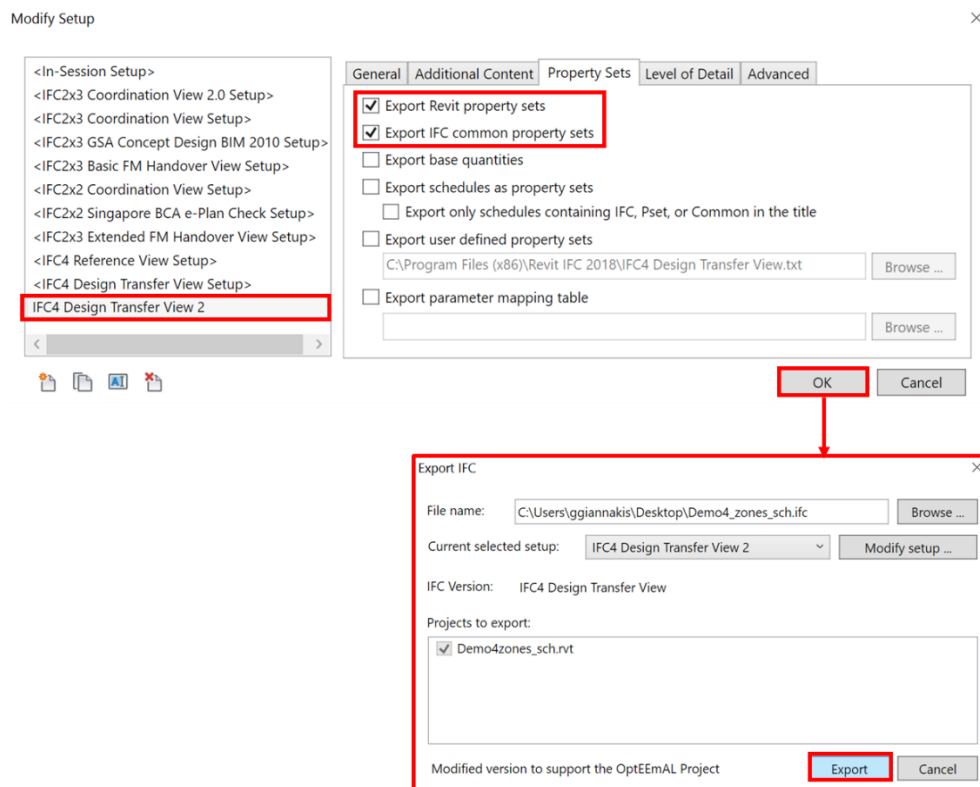 Modify Setup
<In-Session Setup>
<IFC2x3 Coordination View 2.0 Setup>
<IFC2x3 Coordination View Setup>
<IFC2x3 GSA Concept Design BIM 2010 Setup>
<IFC2x3 Basic FM Handover View Setup>
<IFC2x2 Coordination View Setup>
<IFC2x2 Singapore BCA e-Plan Check Setup>
<IFC2x3 Extended FM Handover View Setup>
<IFC4 Reference View Setup>
<IFC4 Design Transfer View Setup>
IFC4 Design Transfer View 2
General Additional Content Property Sets Level of Detail Advanced
Export Revit property sets
Export IFC common property sets
Export base quantities
Export schedules as property sets
Export only schedules containing IFC, Pset, or Common in the title
Export user defined property sets
C:\Program Files (x86)\Revit IFC 2018\IFC4 Design Transfer View.txt Browse ...
Export parameter mapping table
Browse ...
OK Cancel
Export IFC
File name: C:\Users\ggiannakis\Desktop\Demo4_zones_sch.ifc Browse ...
Current selected setup: IFC4 Design Transfer View 2 Modify setup ...
IFC Version: IFC4 Design Transfer View
Projects to export:
Demo4zones_sch.rvt
Modified version to support the OptEEmAL Project Export Cancel